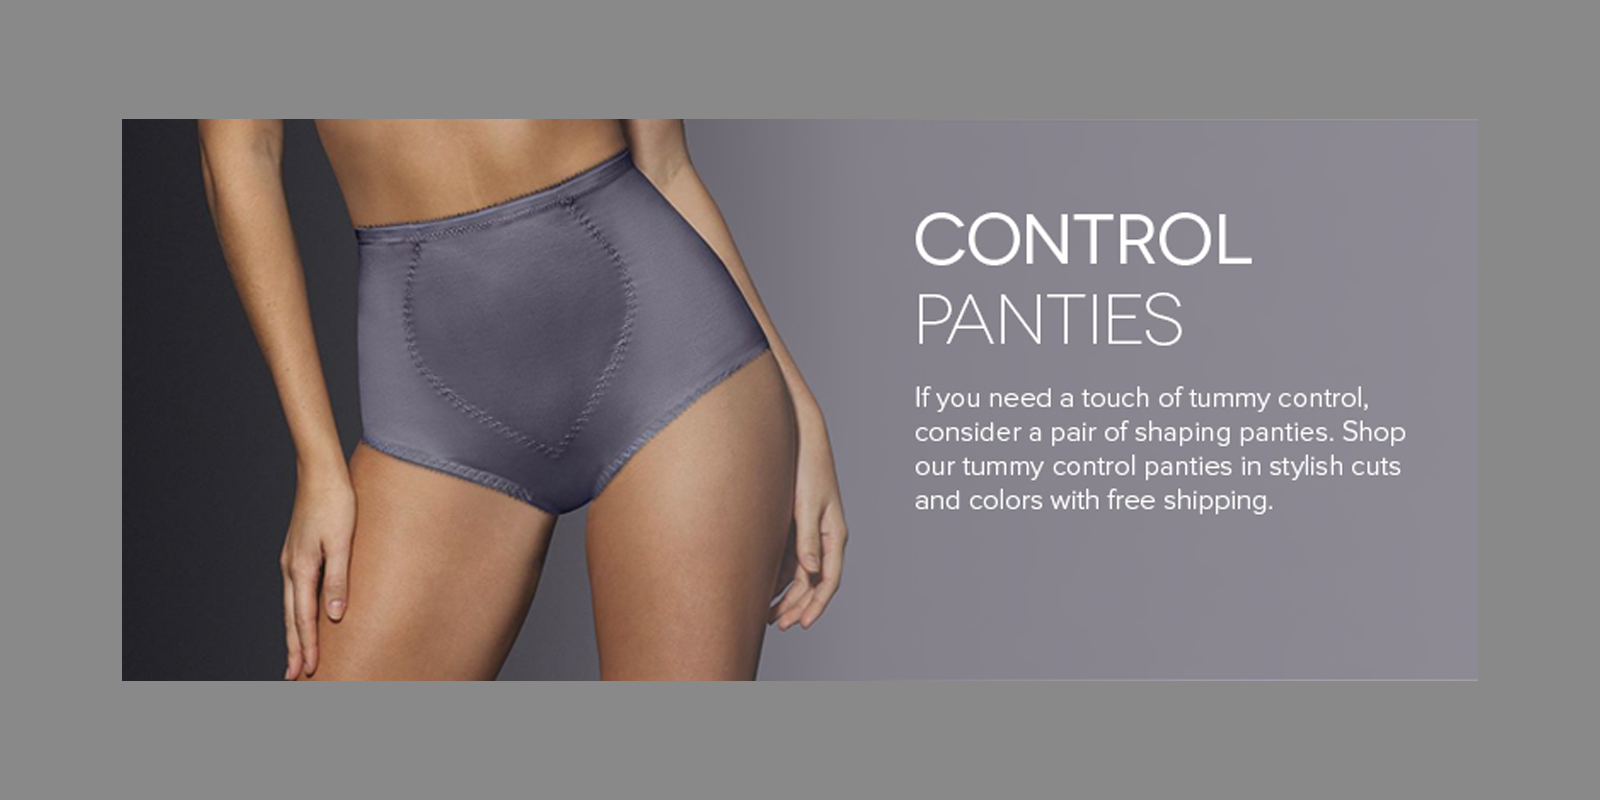 CONTROL
PANTIES
If you need a touch of tummy control,
consider a pair of shaping panties. Shop
our tummy control panties in stylish cuts
and colors with free shipping.